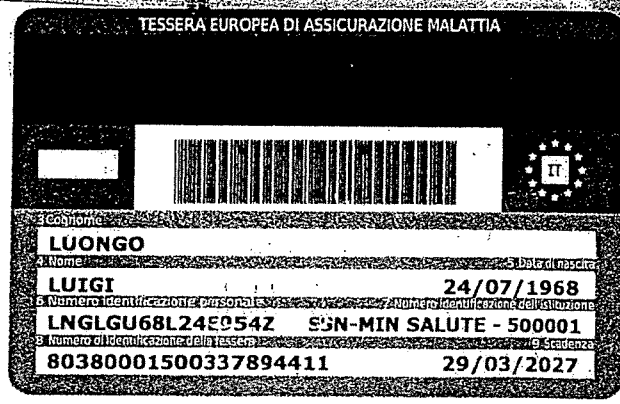 TESSERA EUROPEA DI ASSICURAZIONE MALATTIA
IT
3 Cognome
LUONGO
4 Nome 5 Data di nascita
LUIGI 24/07/1968
6 Numero identificazione personale 7 Numero identificazione dell'istituzione
LNGLGU68L24E954Z SSN-MIN SALUTE - 500001
8 Numero di identificazione della tessera 9 Scadenza
80380001500337894411 29/03/2027